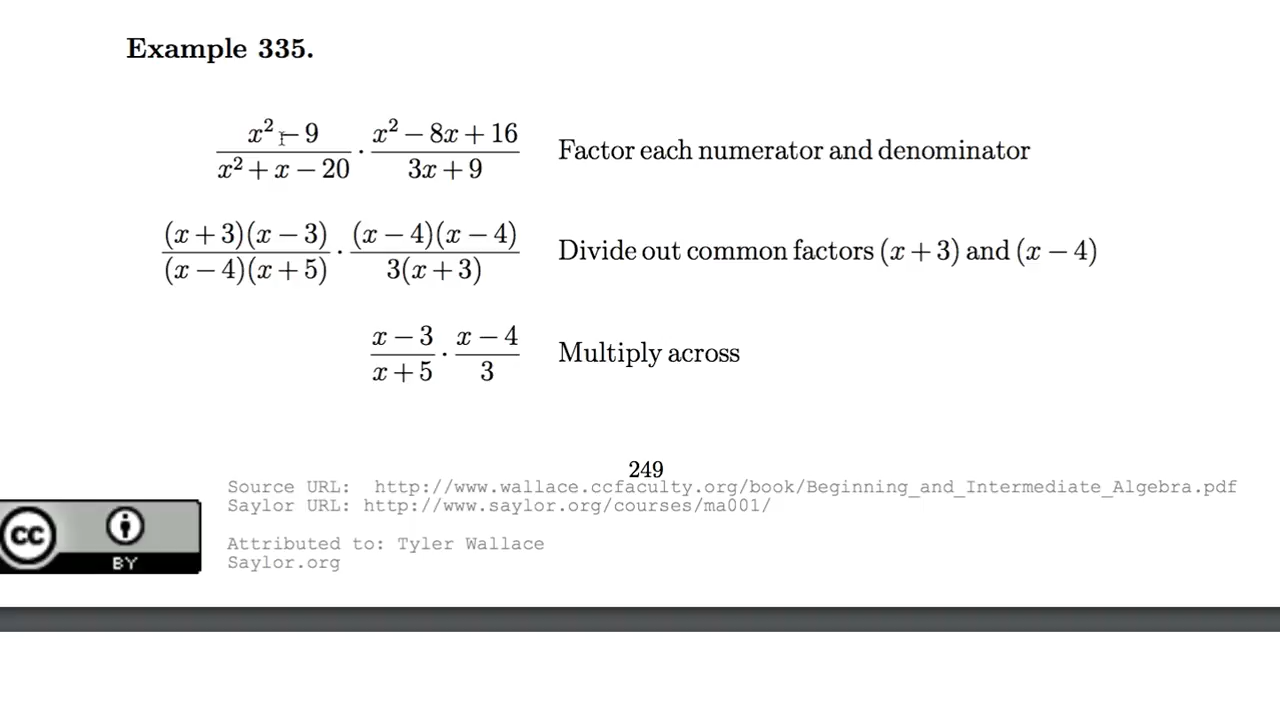 Example 335.
x² − 9 / x² + x − 20 · x² − 8x + 16 / 3x + 9 Factor each numerator and denominator
(x + 3)(x − 3) / (x − 4)(x + 5) · (x − 4)(x − 4) / 3(x + 3) Divide out common factors (x + 3) and (x − 4)
x − 3 / x + 5 · x − 4 / 3 Multiply across
249
Source URL: http://www.wallace.ccfaculty.org/book/Beginning_and_Intermediate_Algebra.pdf
Saylor URL: http://www.saylor.org/courses/ma001/
Attributed to: Tyler Wallace
Saylor.org
cc
BY